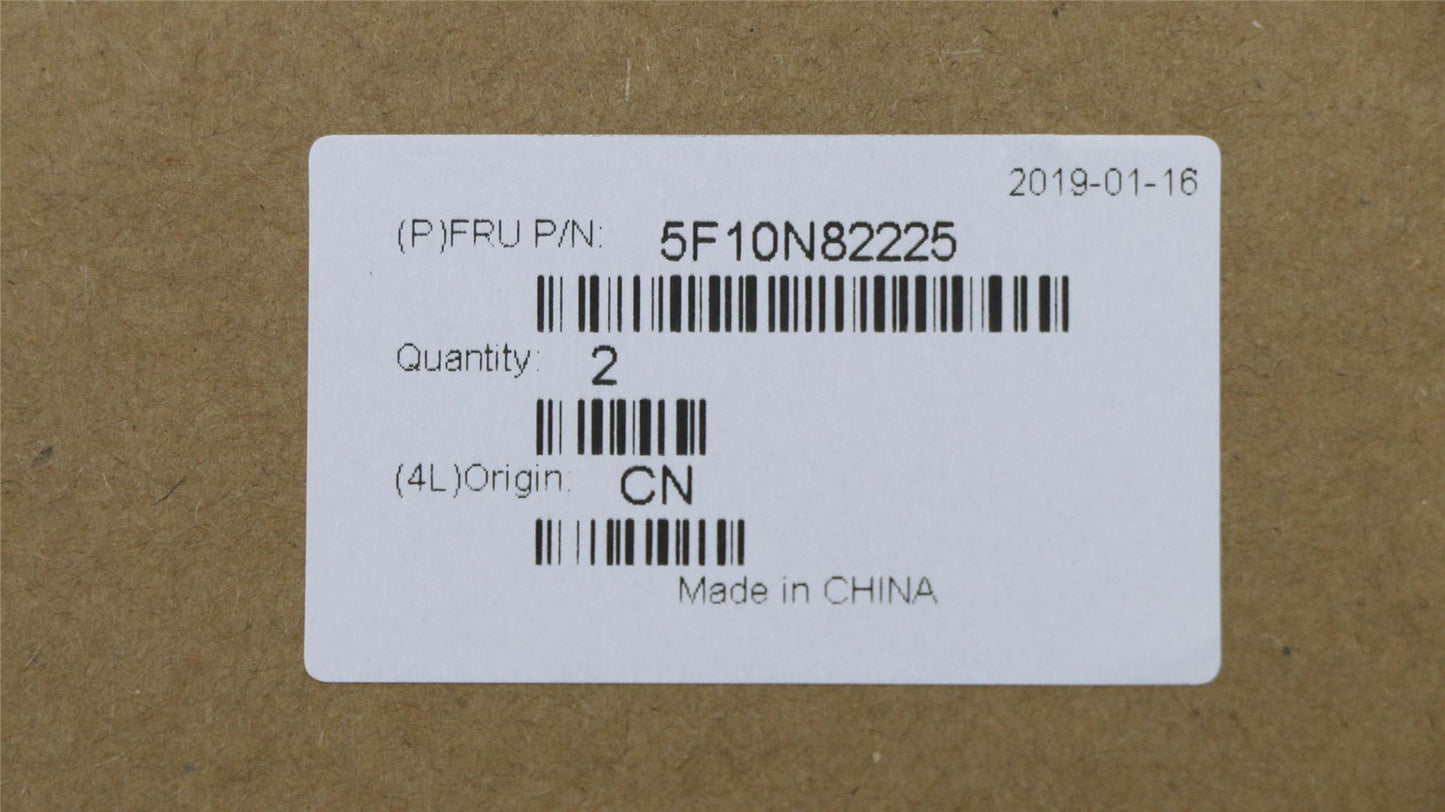 2019-01-16
(P)FRU P/N: 5F10N82225
Quantity: 2
(4L)Origin: CN
Made in CHINA